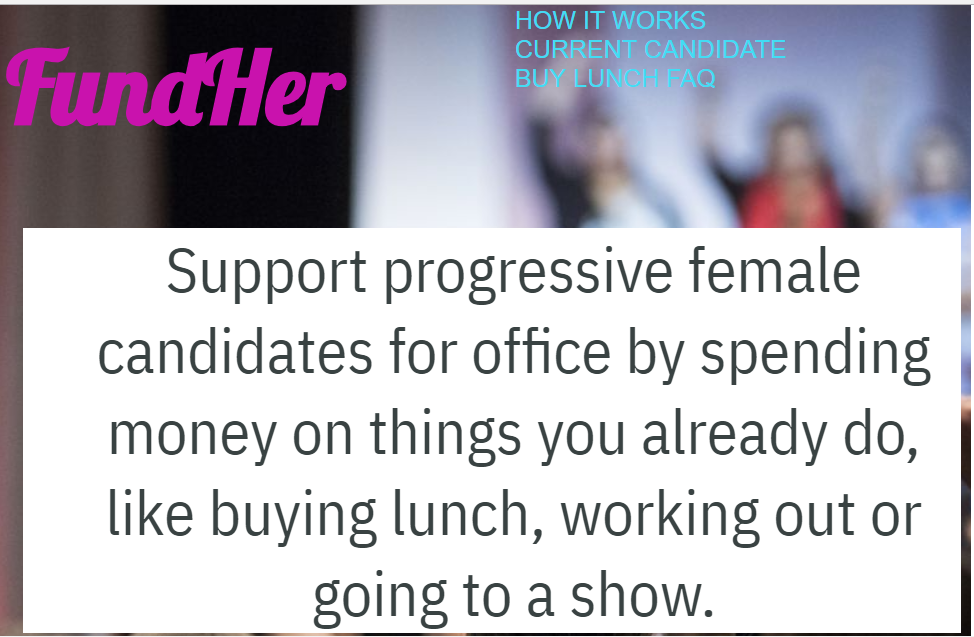 FundHer
HOW IT WORKS
CURRENT CANDIDATE
BUY LUNCH FAQ
Support progressive female
candidates for office by spending
money on things you already do,
like buying lunch, working out or
going to a show.